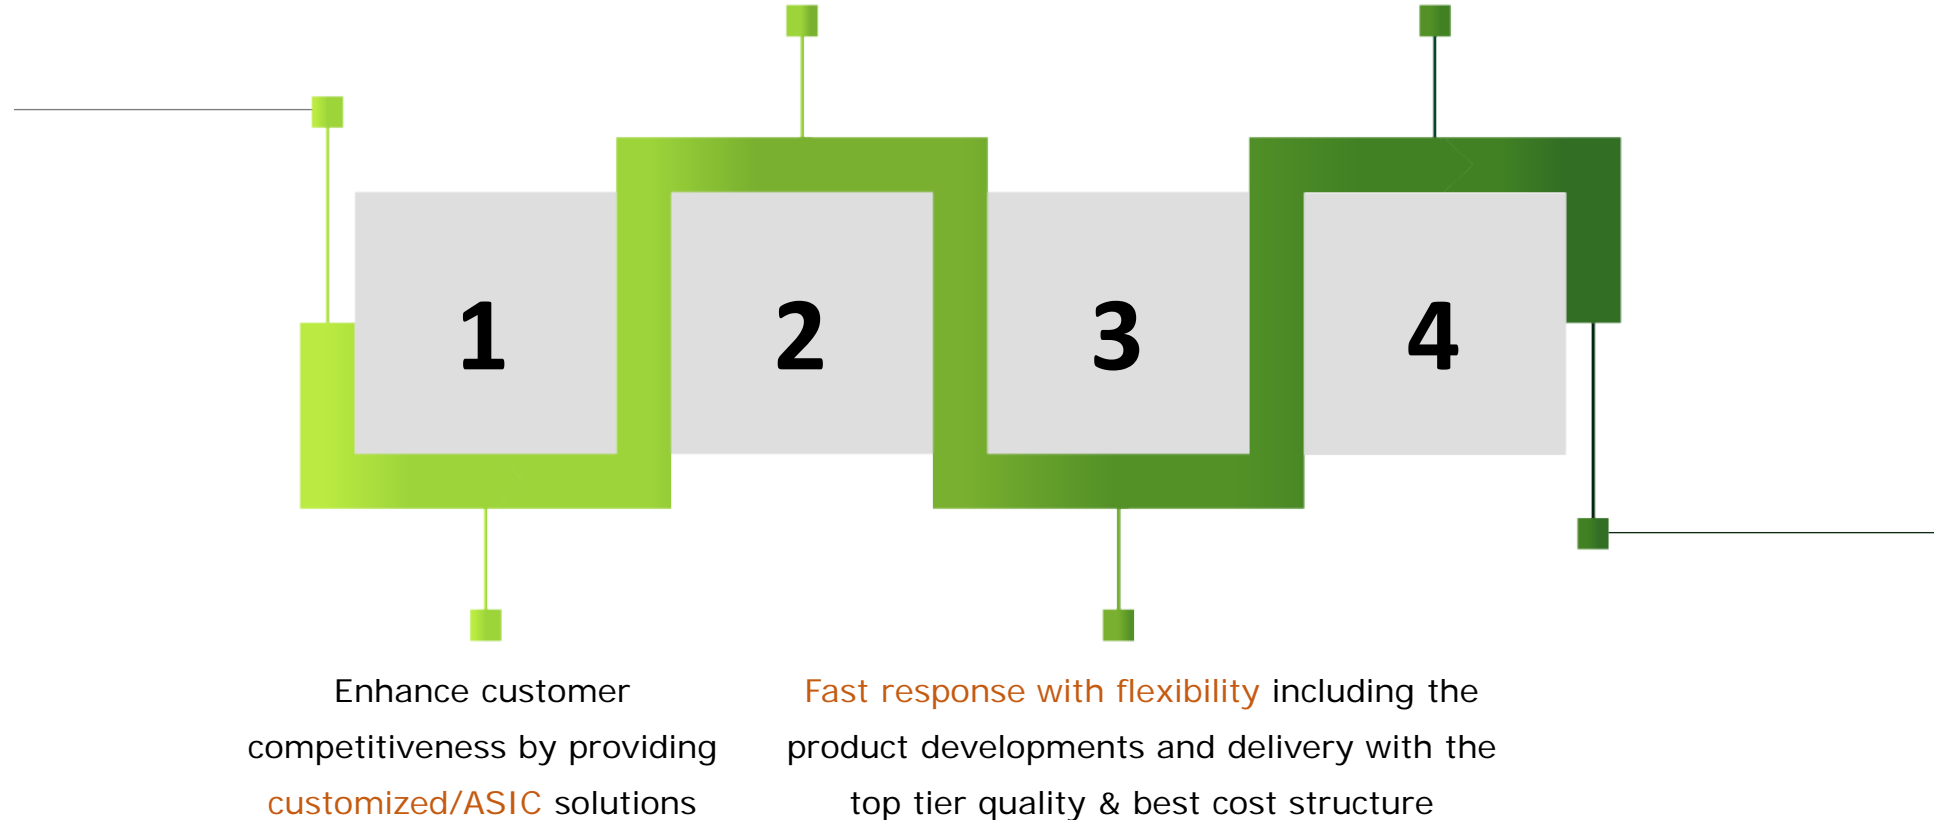 1
2
3
4
Enhance customer
competitiveness by providing
customized/ASIC solutions
Fast response with flexibility including the
product developments and delivery with the
top tier quality & best cost structure